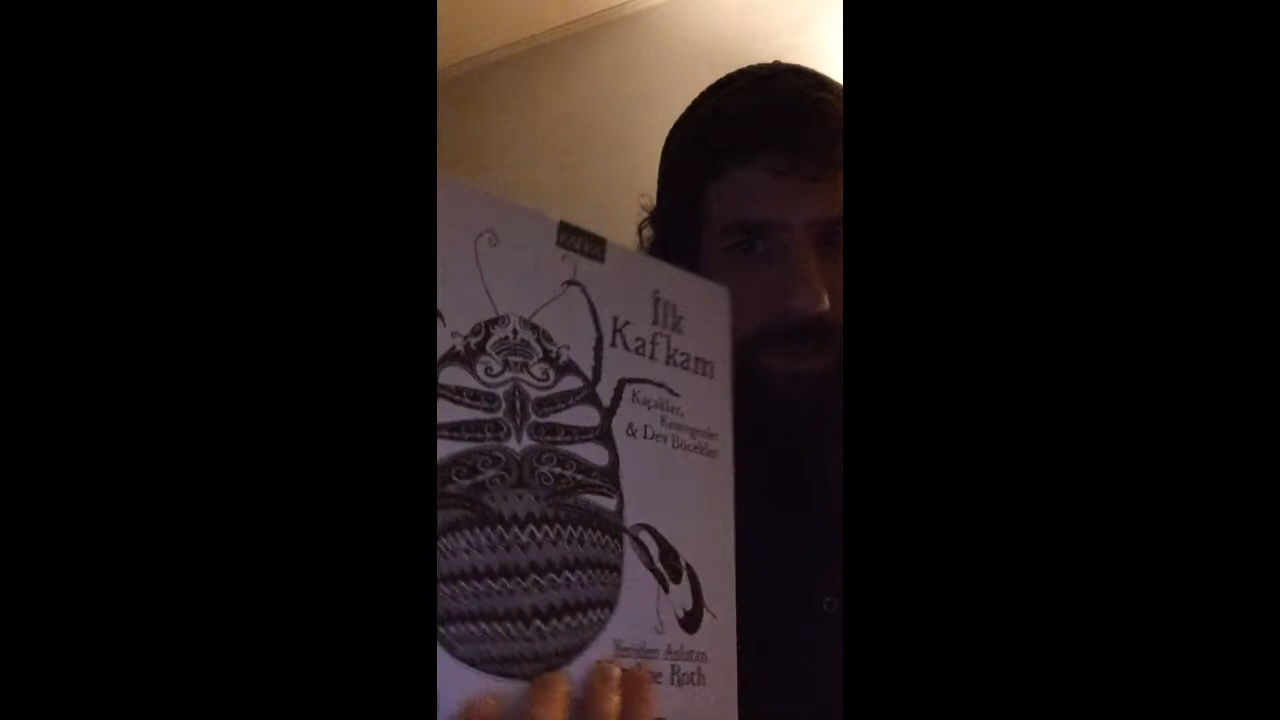 İlk
Kafkam
Kaçaklar,
Kemirgenler
& Dev Böcekler
Yeniden Anlatan
Roth